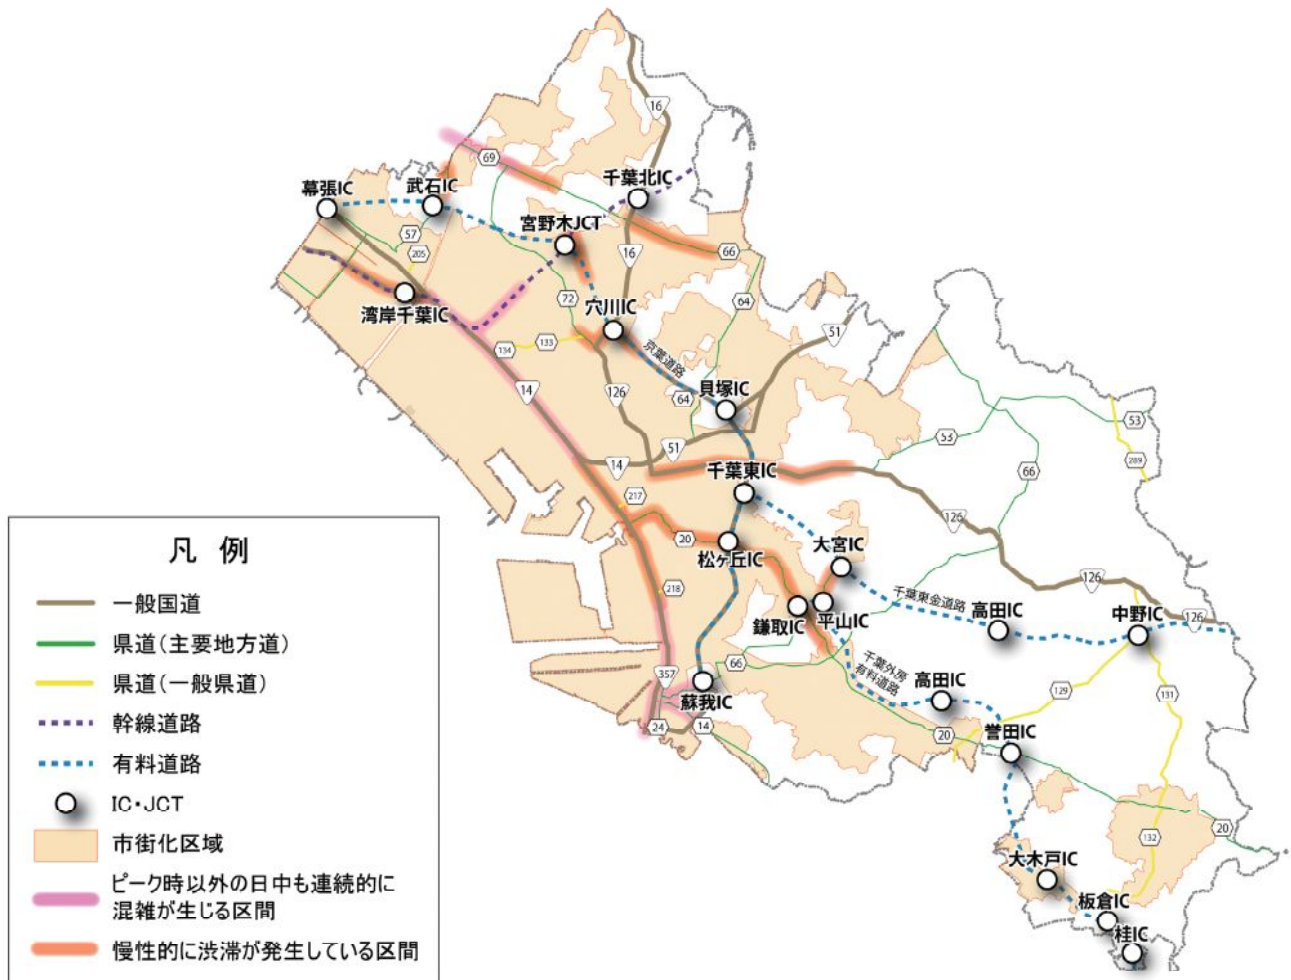 16
69
千葉北IC
幕張IC
武石IC
宮野木JCT
57
205
16
66
湾岸千葉IC
72
穴川IC
64
51
134
133
京葉道路
14
126
貝塚IC
64
53
53
51
14
千葉東IC
66
289
217
126
20
松ヶ丘IC
大宮IC
126
218
千葉東金道路
高田IC
中野IC
126
鎌取IC
平山IC
66
千葉外房
有料道路
高田IC
357
蘇我IC
129
131
24
14
20
誉田IC
132
20
大木戸IC
板倉IC
桂IC
凡 例
一般国道
県道(主要地方道)
県道(一般県道)
幹線道路
有料道路
IC・JCT
市街化区域
ピーク時以外の日中も連続的に
混雑が生じる区間
慢性的に渋滞が発生している区間